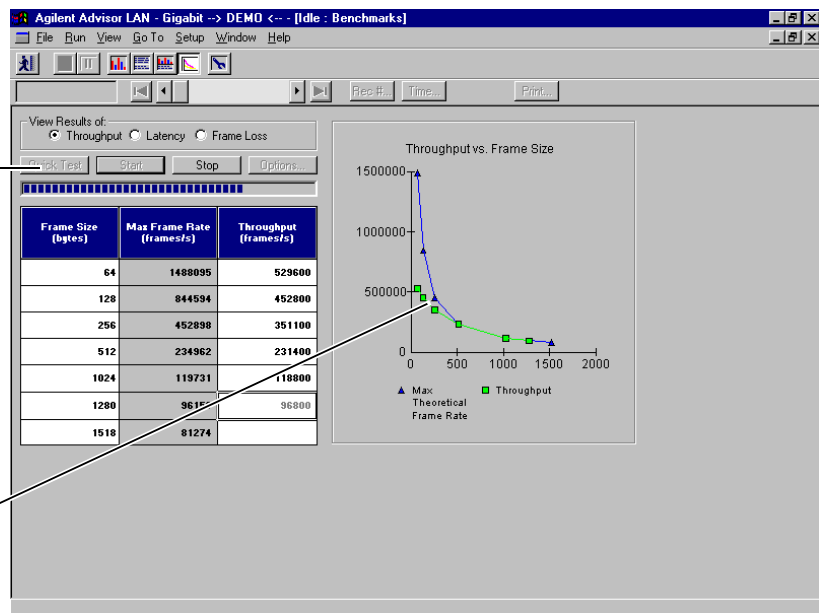 Agilent Advisor LAN - Gigabit --> DEMO <-- - [Idle : Benchmarks]
File Run View Go To Setup Window Help
Rec #... Time... Print...
View Results of:
Throughput Latency Frame Loss
Quick Test Start Stop Options...
Frame Size (bytes) Max Frame Rate (frames/s) Throughput (frames/s)
64 1488095 529600
128 844594 452800
256 452898 351100
512 234962 231400
1024 119731 118800
1280 96800
1518 81274
Throughput vs. Frame Size
1500000
1000000
500000
0
0 500 1000 1500 2000
Max Theoretical Frame Rate
Throughput